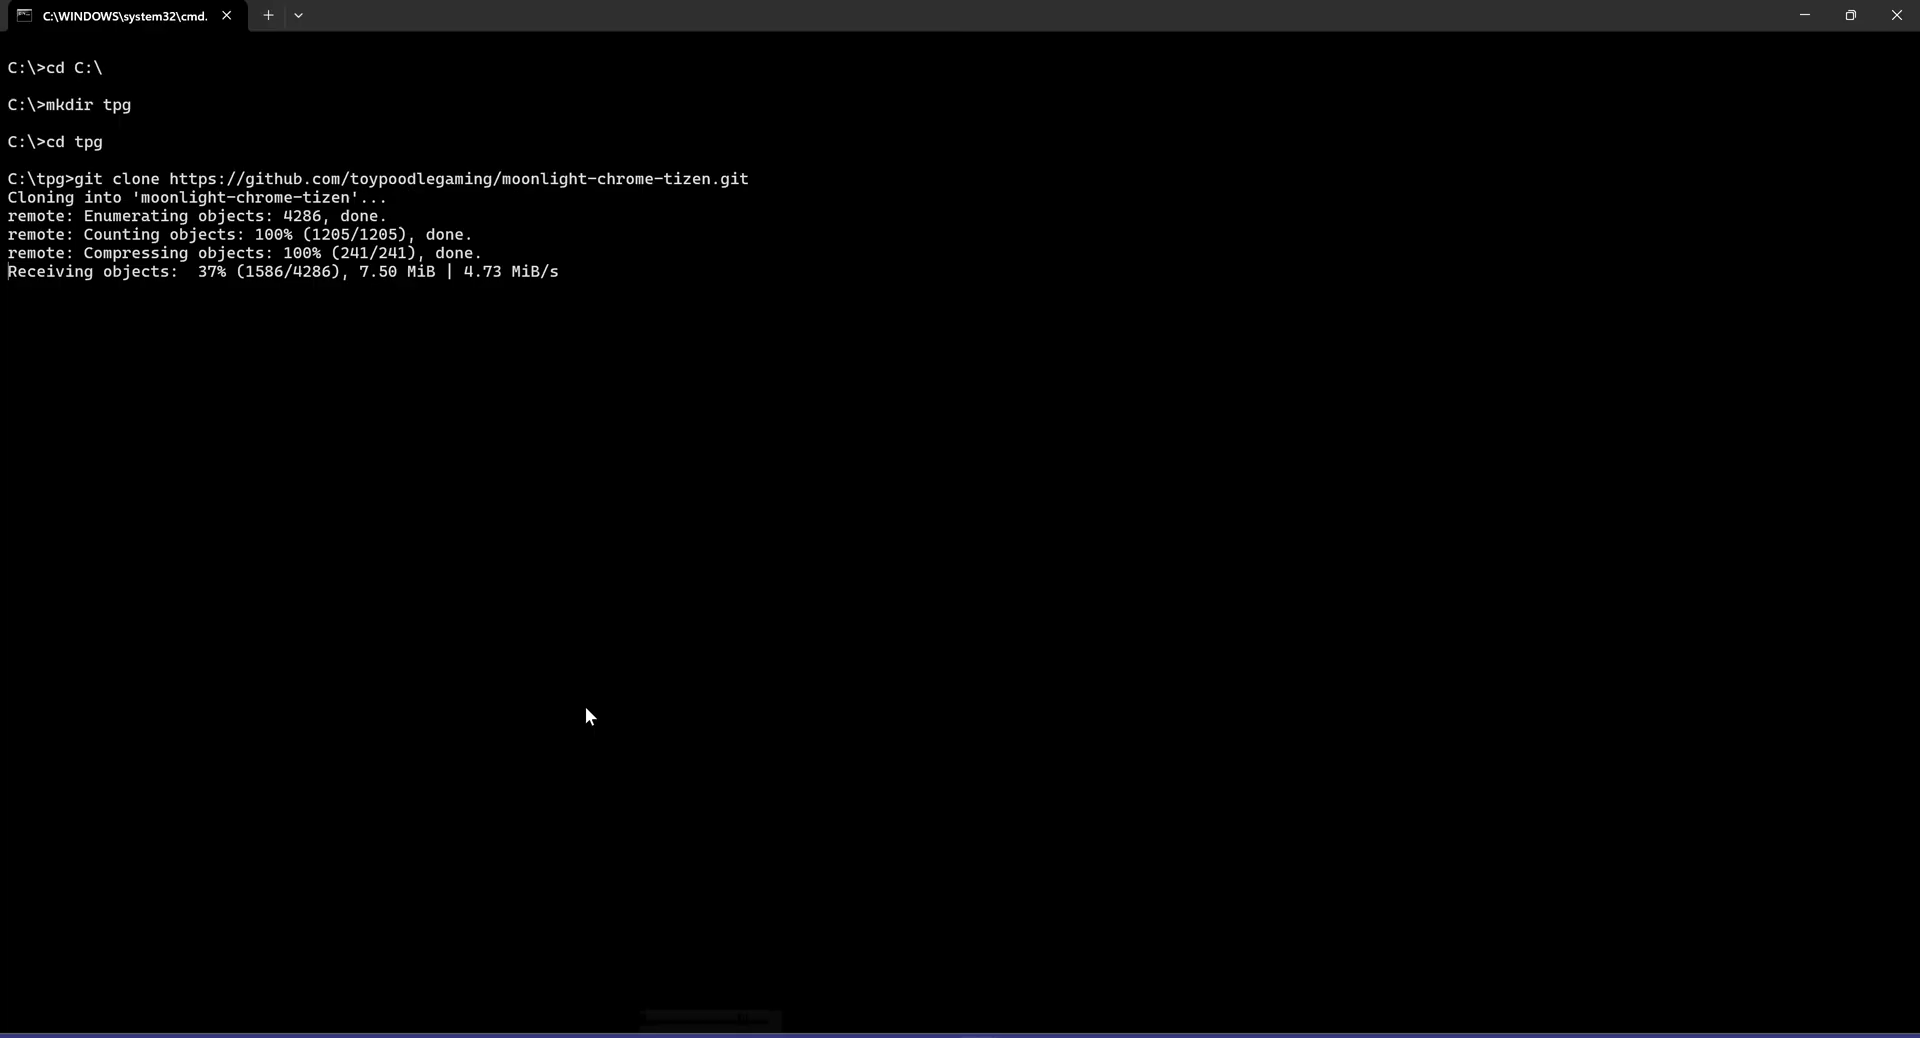 C:\WINDOWS\system32\cmd.
C:\>cd C:\
C:\>mkdir tpg
C:\>cd tpg
C:\tpg>git clone https://github.com/toypoodlegaming/moonlight-chrome-tizen.git
Cloning into 'moonlight-chrome-tizen'...
remote: Enumerating objects: 4286, done.
remote: Counting objects: 100% (1205/1205), done.
remote: Compressing objects: 100% (241/241), done.
Receiving objects:  37% (1586/4286), 7.50 MiB | 4.73 MiB/s